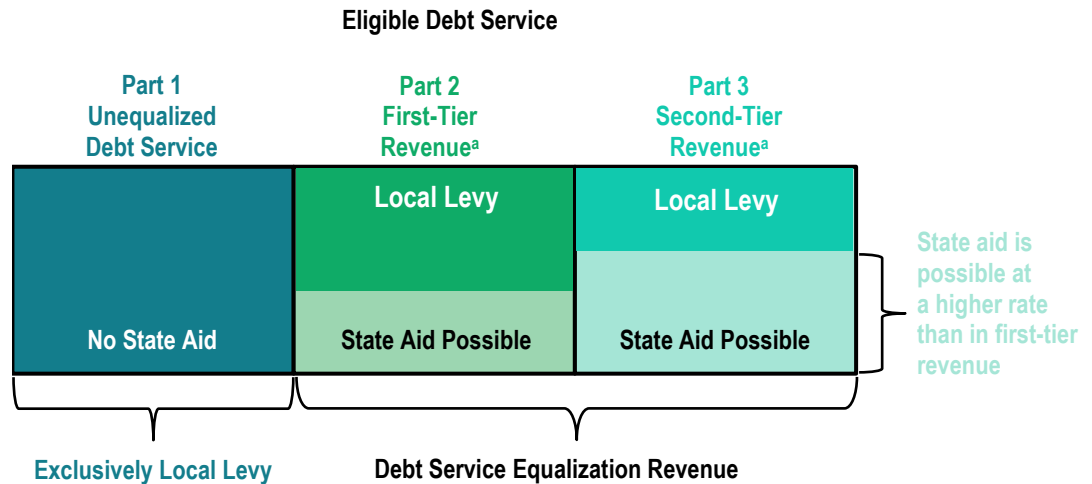 Eligible Debt Service
Part 1
Unequalized
Debt Service
Part 2
First-Tier
Revenueᵃ
Part 3
Second-Tier
Revenueᵃ
No State Aid
Local Levy
State Aid Possible
Local Levy
State Aid Possible
State aid is
possible at
a higher rate
than in first-tier
revenue
Exclusively Local Levy
Debt Service Equalization Revenue